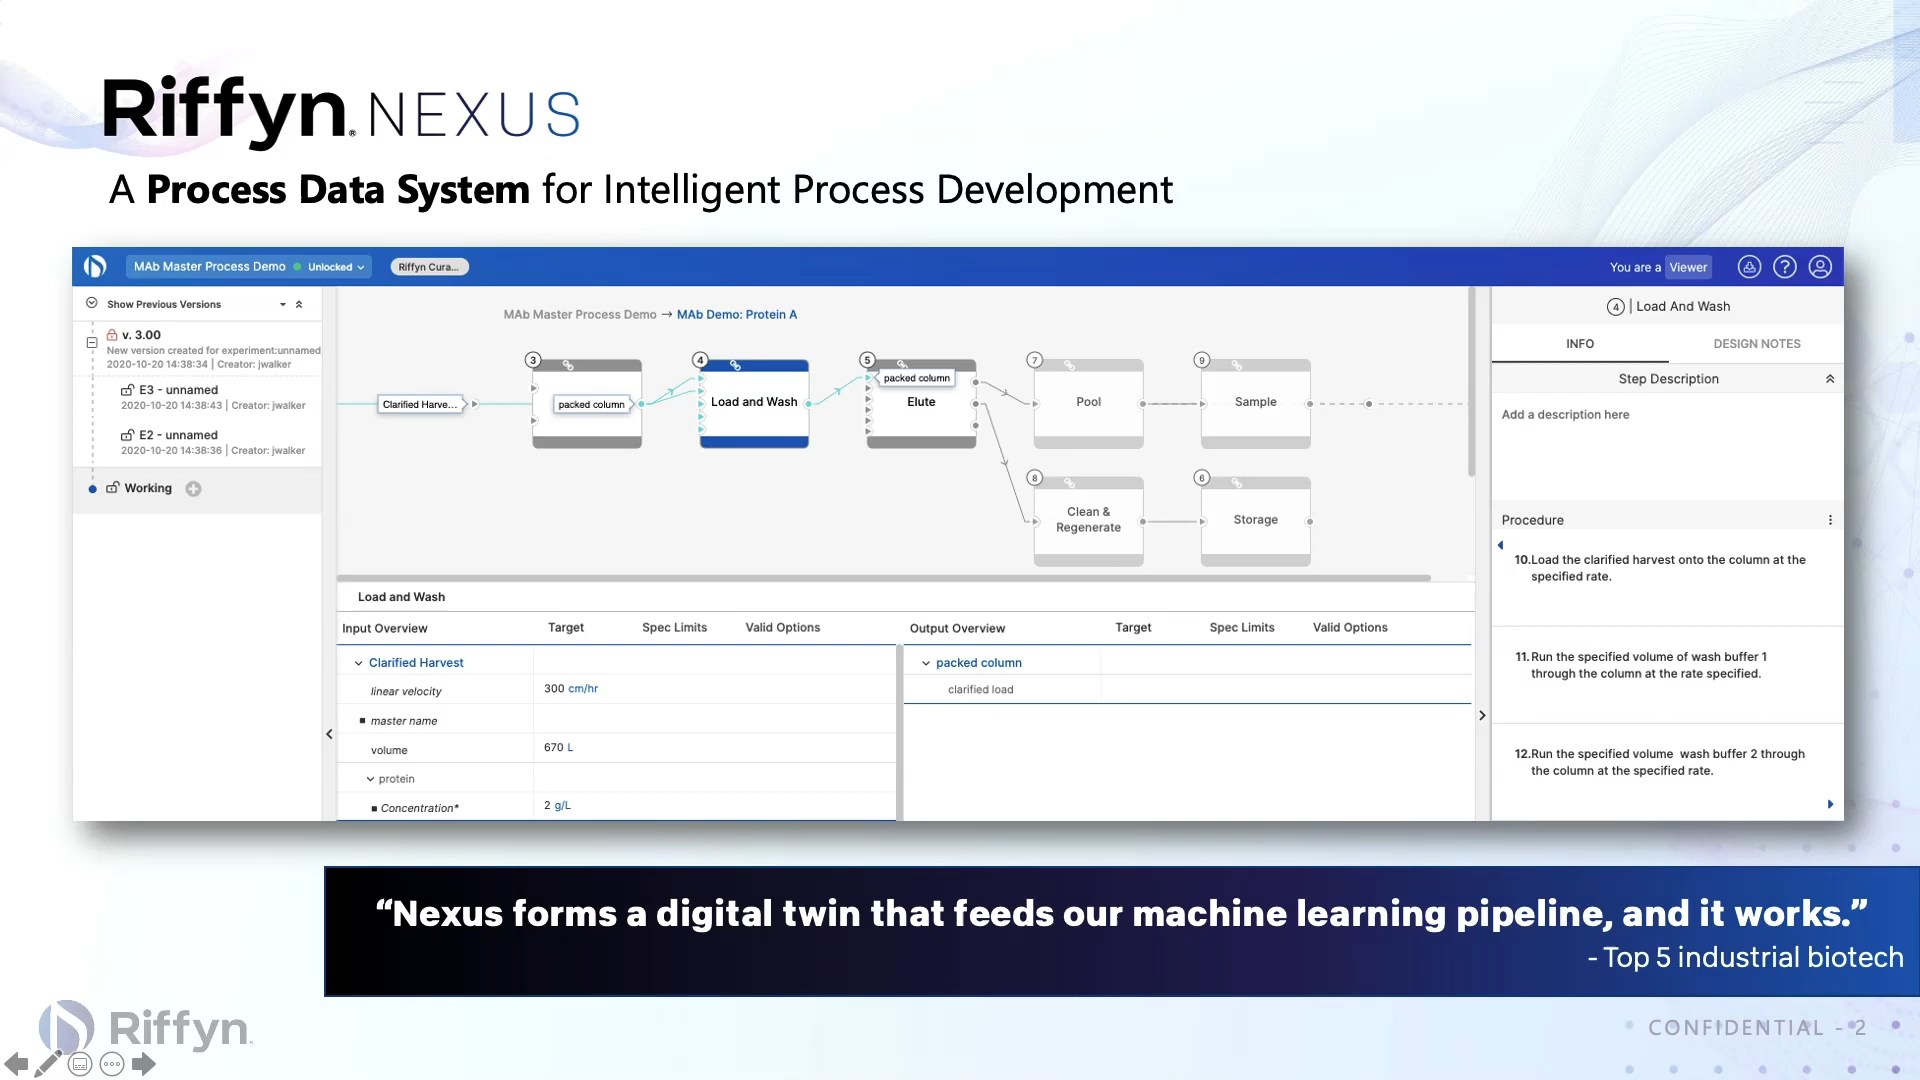 Riffyn® NEXUS
A Process Data System for Intelligent Process Development
MAb Master Process Demo Unlocked
Riffyn Cura...
You are a Viewer
?
Show Previous Versions
v. 3.00
New version created for experiment:unnamed
2020-10-20 14:38:34 | Creator: jwalker
E3 - unnamed
2020-10-20 14:38:43 | Creator: jwalker
E2 - unnamed
2020-10-20 14:38:36 | Creator: jwalker
Working
MAb Master Process Demo → MAb Demo: Protein A
Clarified Harve...
3
packed column
4
Load and Wash
5
packed column
Elute
7
Pool
9
Sample
8
Clean &
Regenerate
6
Storage
Load and Wash
Input Overview Target Spec Limits Valid Options
Clarified Harvest
linear velocity 300 cm/hr
master name
volume 670 L
protein
Concentration* 2 g/L
Output Overview Target Spec Limits Valid Options
packed column
clarified load
4 | Load And Wash
INFO DESIGN NOTES
Step Description
Add a description here
Procedure
10.Load the clarified harvest onto the column at the
specified rate.
11.Run the specified volume of wash buffer 1
through the column at the rate specified.
12.Run the specified volume wash buffer 2 through
the column at the specified rate.
“Nexus forms a digital twin that feeds our machine learning pipeline, and it works.”
- Top 5 industrial biotech
Riffyn
CONFIDENTIAL - 2